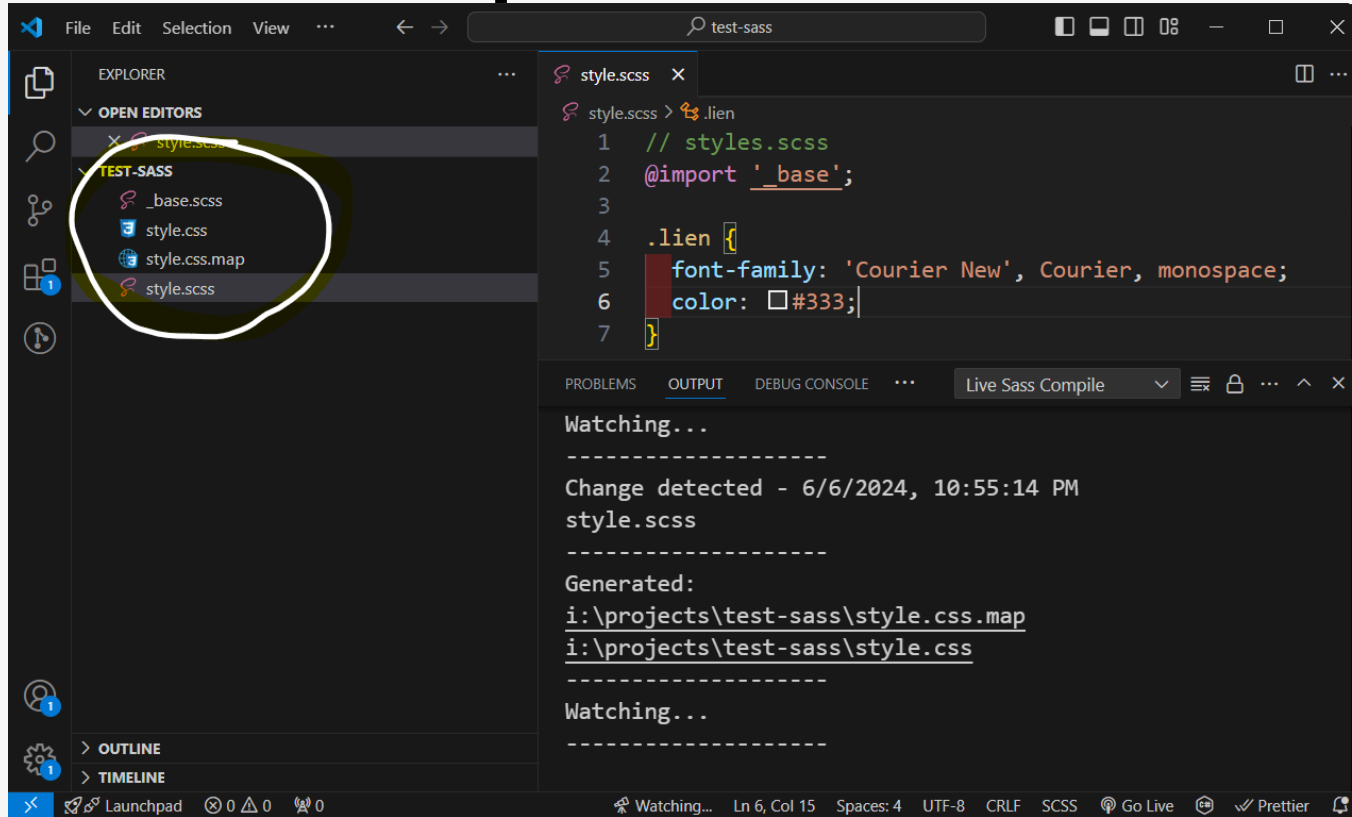 File Edit Selection View ··· ← → test-sass
EXPLORER ···
OPEN EDITORS
style.scss
TEST-SASS
_base.scss
style.css
style.css.map
style.scss
style.scss
style.scss > .lien
1 // styles.scss
2 @import '_base';
3
4 .lien {
5 font-family: 'Courier New', Courier, monospace;
6 color: #333;
7 }
PROBLEMS OUTPUT DEBUG CONSOLE ··· Live Sass Compile
Watching...
--------------------
Change detected - 6/6/2024, 10:55:14 PM
style.scss
--------------------
Generated:
i:\projects\test-sass\style.css.map
i:\projects\test-sass\style.css
--------------------
Watching...
--------------------
1
1
1
OUTLINE
TIMELINE
Launchpad 0 0 0 Watching... Ln 6, Col 15 Spaces: 4 UTF-8 CRLF SCSS Go Live Prettier